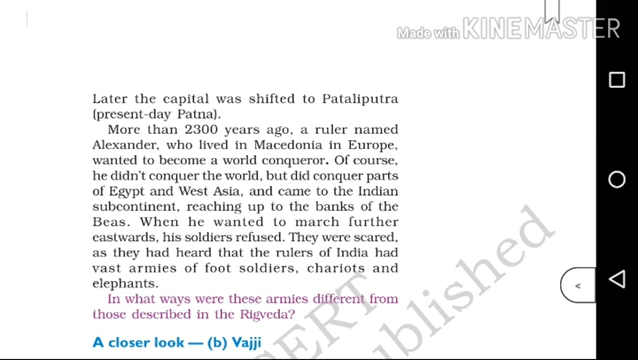 Made with KINEMASTER
Later the capital was shifted to Pataliputra
(present-day Patna).
More than 2300 years ago, a ruler named
Alexander, who lived in Macedonia in Europe,
wanted to become a world conqueror. Of course,
he didn't conquer the world, but did conquer parts
of Egypt and West Asia, and came to the Indian
subcontinent, reaching up to the banks of the
Beas. When he wanted to march further
eastwards, his soldiers refused. They were scared,
as they had heard that the rulers of India had
vast armies of foot soldiers, chariots and
elephants.
In what ways were these armies different from
those described in the Rigveda?
A closer look — (b) Vajji